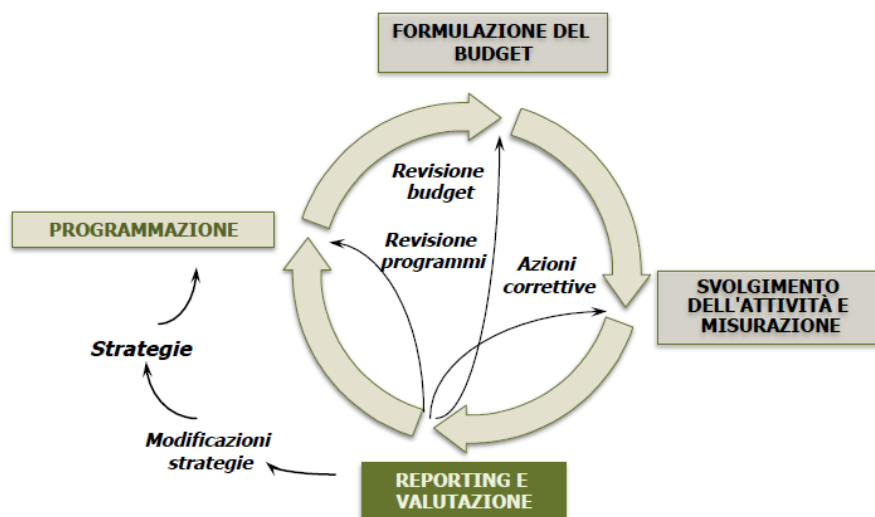 FORMULAZIONE DEL
BUDGET
Revisione
budget
PROGRAMMAZIONE
Revisione
programmi
Azioni
correttive
SVOLGIMENTO
DELL'ATTIVITÀ E
MISURAZIONE
Strategie
Modificazioni
strategie
REPORTING E
VALUTAZIONE